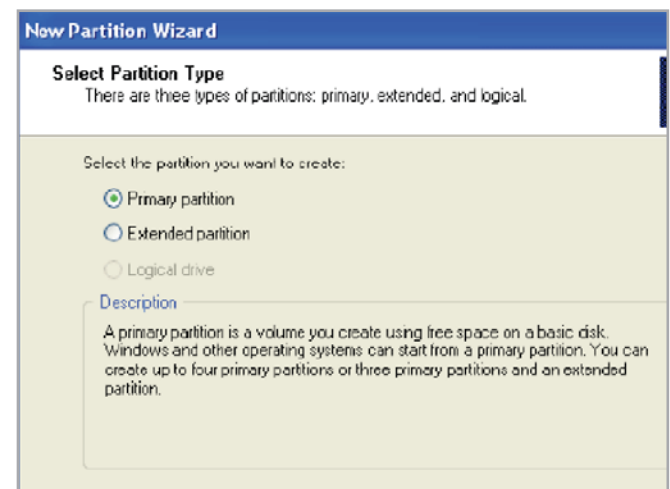 New Partition Wizard
Select Partition Type
There are three types of partitions: primary, extended, and logical.
Select the partition you want to create:
Primary partition
Extended partition
Logical drive
Description
A primary partition is a volume you create using free space on a basic disk.
Windows and other operating systems can start from a primary partition. You can
create up to four primary partitions or three primary partitions and an extended
partition.